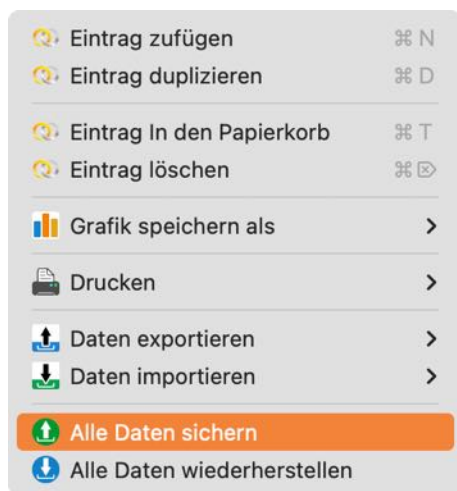 Eintrag zufügen ⌘ N
Eintrag duplizieren ⌘ D
Eintrag In den Papierkorb ⌘ T
Eintrag löschen ⌘ ⌦
Grafik speichern als
Drucken
Daten exportieren
Daten importieren
Alle Daten sichern
Alle Daten wiederherstellen